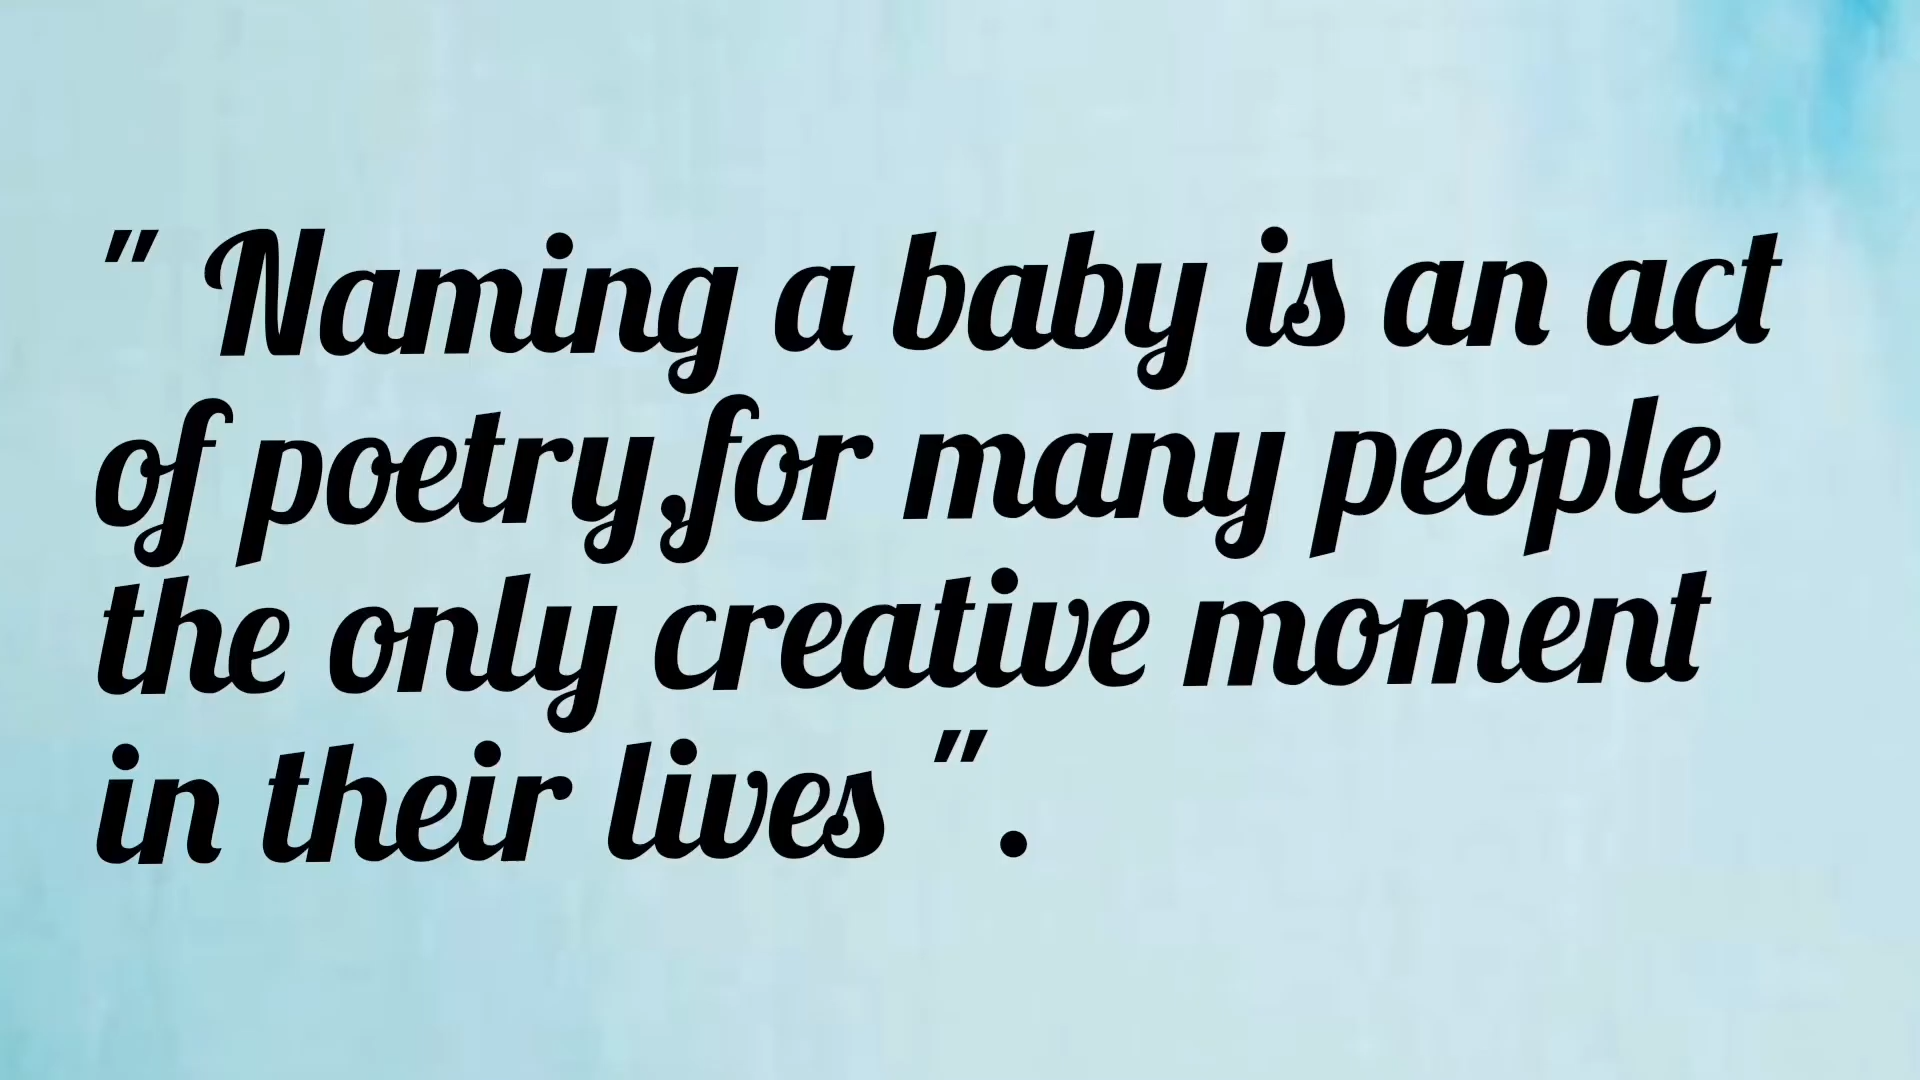 " Naming a baby is an act
of poetry,for many people
the only creative moment
in their lives ".